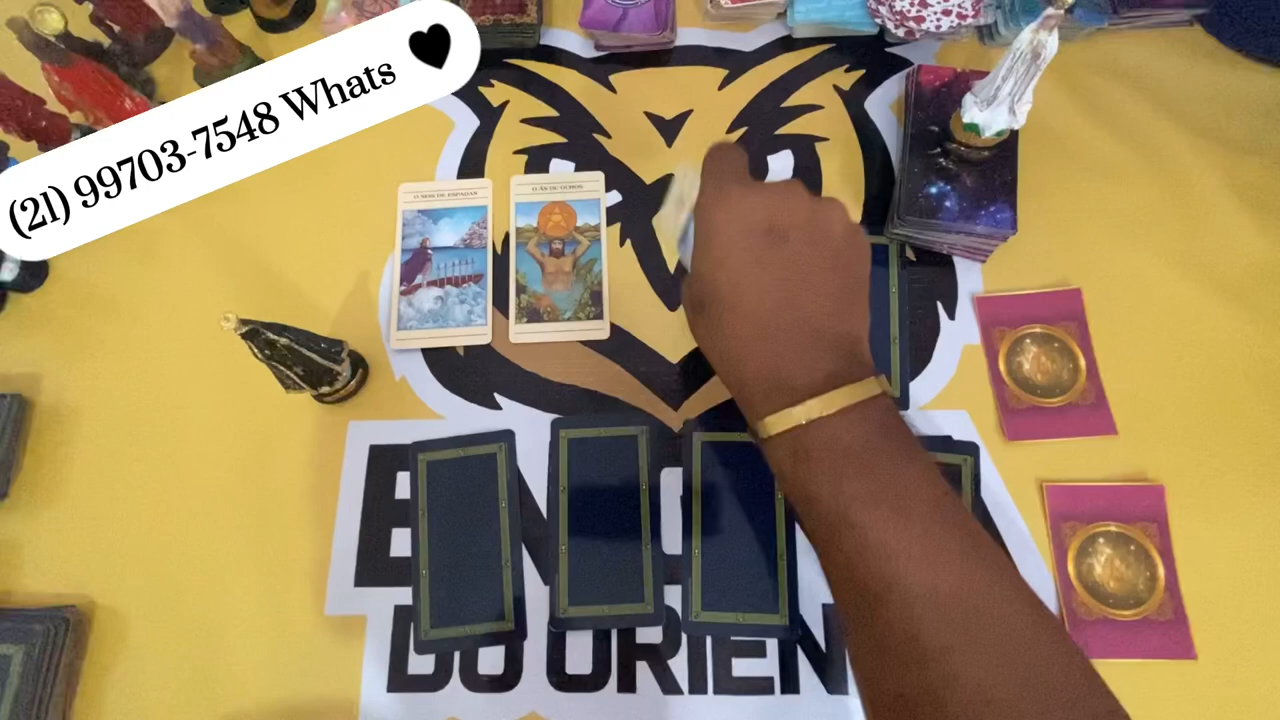 (21) 99703-7548 Whats 🖤
O SEIS DE ESPADAS
O ÁS DE OUROS
DO ORIEN